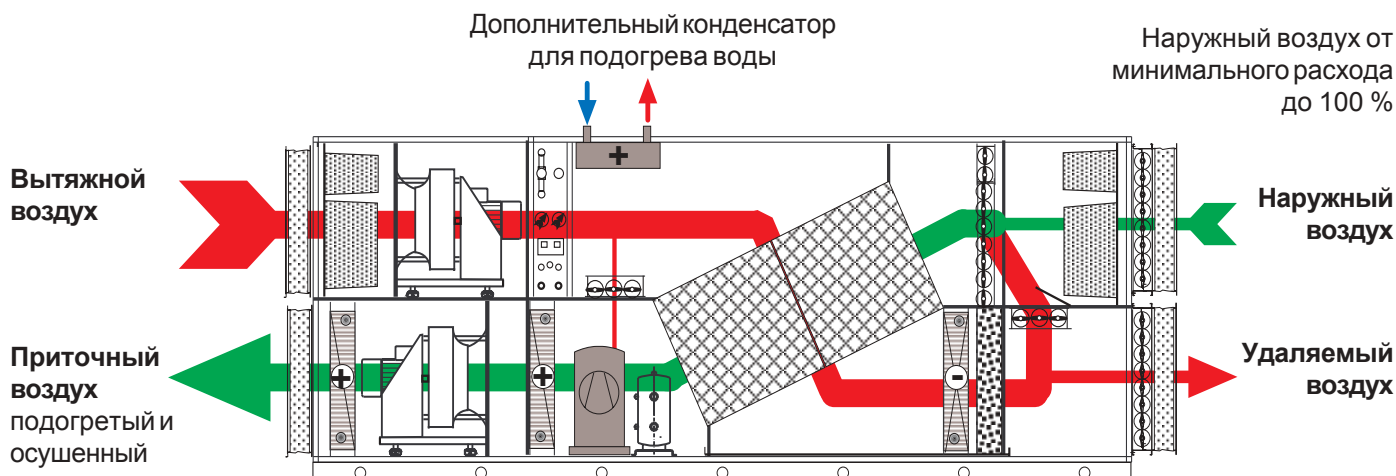 Дополнительный конденсатор
для подогрева воды
Наружный воздух от
минимального расхода
до 100 %
Вытяжной
воздух
Наружный
воздух
Приточный
воздух
подогретый и
осушенный
Удаляемый
воздух